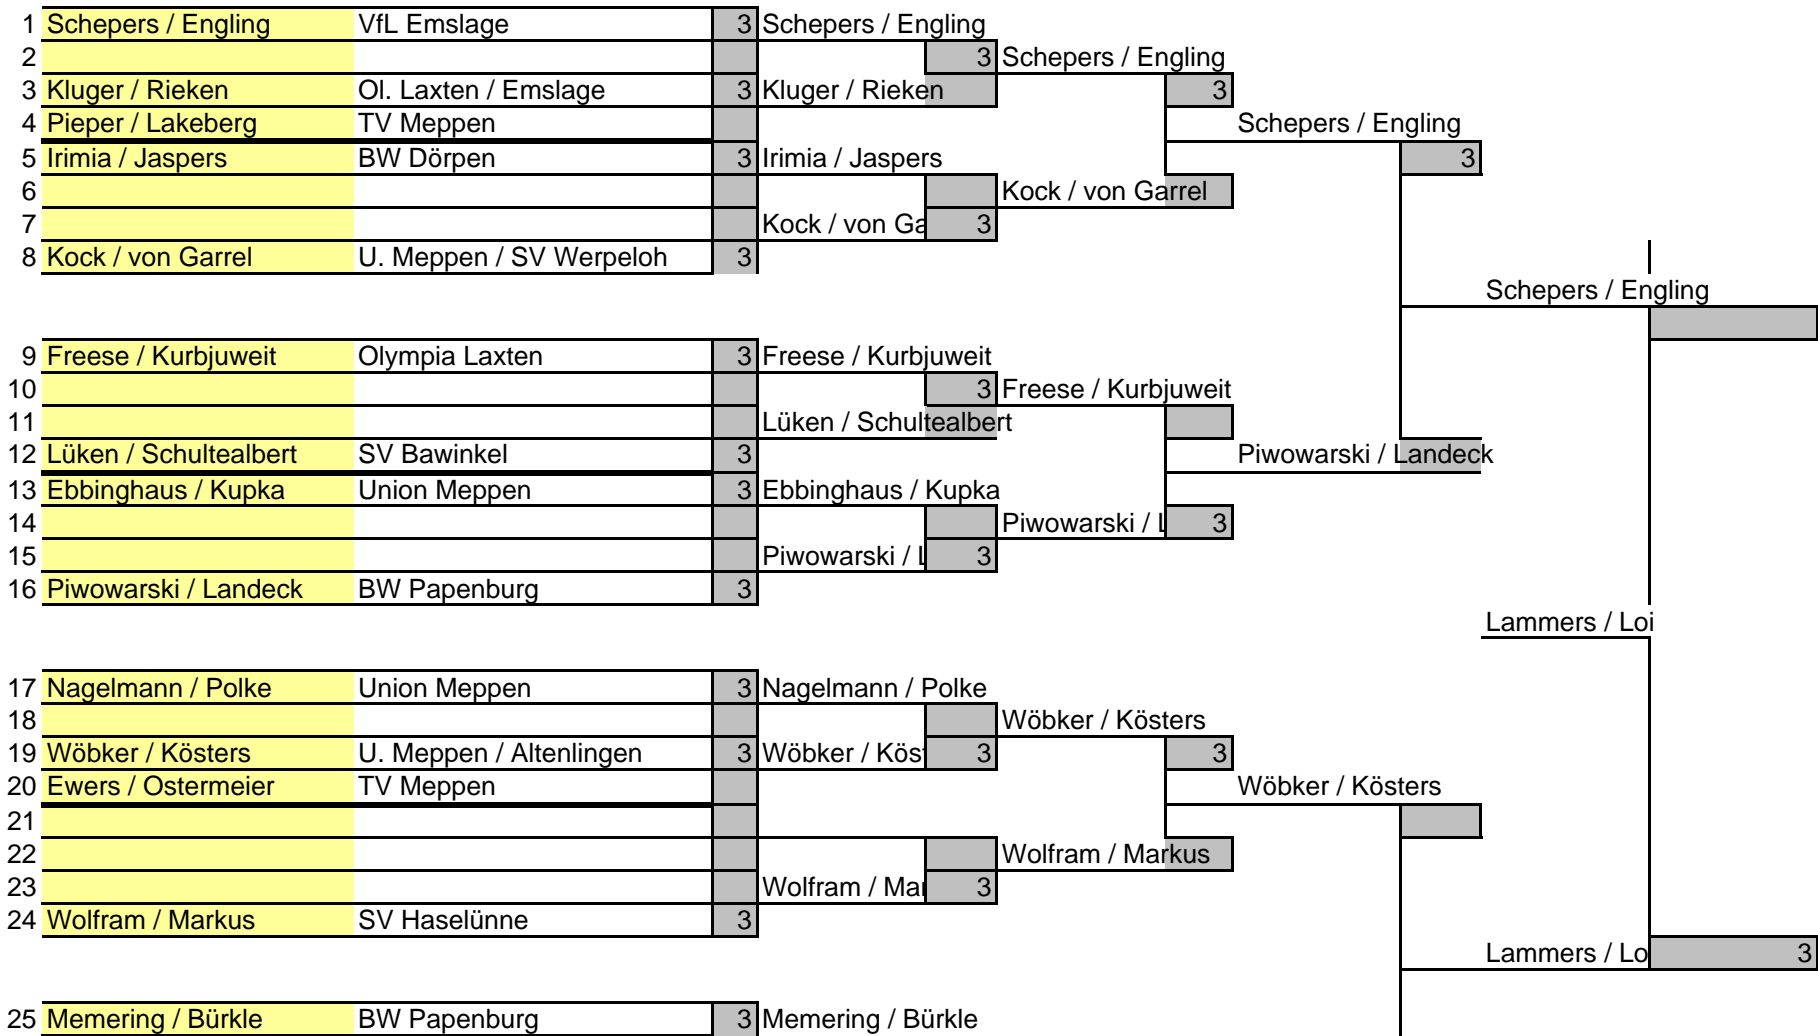 1 Schepers / Engling VfL Emslage 3 Schepers / Engling
2 3 Schepers / Engling
3 Kluger / Rieken Ol. Laxten / Emslage 3 Kluger / Rieken 3
4 Pieper / Lakeberg TV Meppen Schepers / Engling
5 Irimia / Jaspers BW Dörpen 3 Irimia / Jaspers 3
6 Kock / von Garrel
7 Kock / von Ga 3
8 Kock / von Garrel U. Meppen / SV Werpeloh 3
Schepers / Engling
9 Freese / Kurbjuweit Olympia Laxten 3 Freese / Kurbjuweit
10 3 Freese / Kurbjuweit
11 Lüken / Schultealbert
12 Lüken / Schultealbert SV Bawinkel 3 Piwowarski / Landeck
13 Ebbinghaus / Kupka Union Meppen 3 Ebbinghaus / Kupka
14 Piwowarski / L 3
15 Piwowarski / L 3
16 Piwowarski / Landeck BW Papenburg 3
Lammers / Loi
17 Nagelmann / Polke Union Meppen 3 Nagelmann / Polke
18 Wöbker / Kösters
19 Wöbker / Kösters U. Meppen / Altenlingen 3 Wöbker / Kös 3 3
20 Ewers / Ostermeier TV Meppen Wöbker / Kösters
21
22 Wolfram / Markus
23 Wolfram / Mar 3
24 Wolfram / Markus SV Haselünne 3
Lammers / Lo 3
25 Memering / Bürkle BW Papenburg 3 Memering / Bürkle